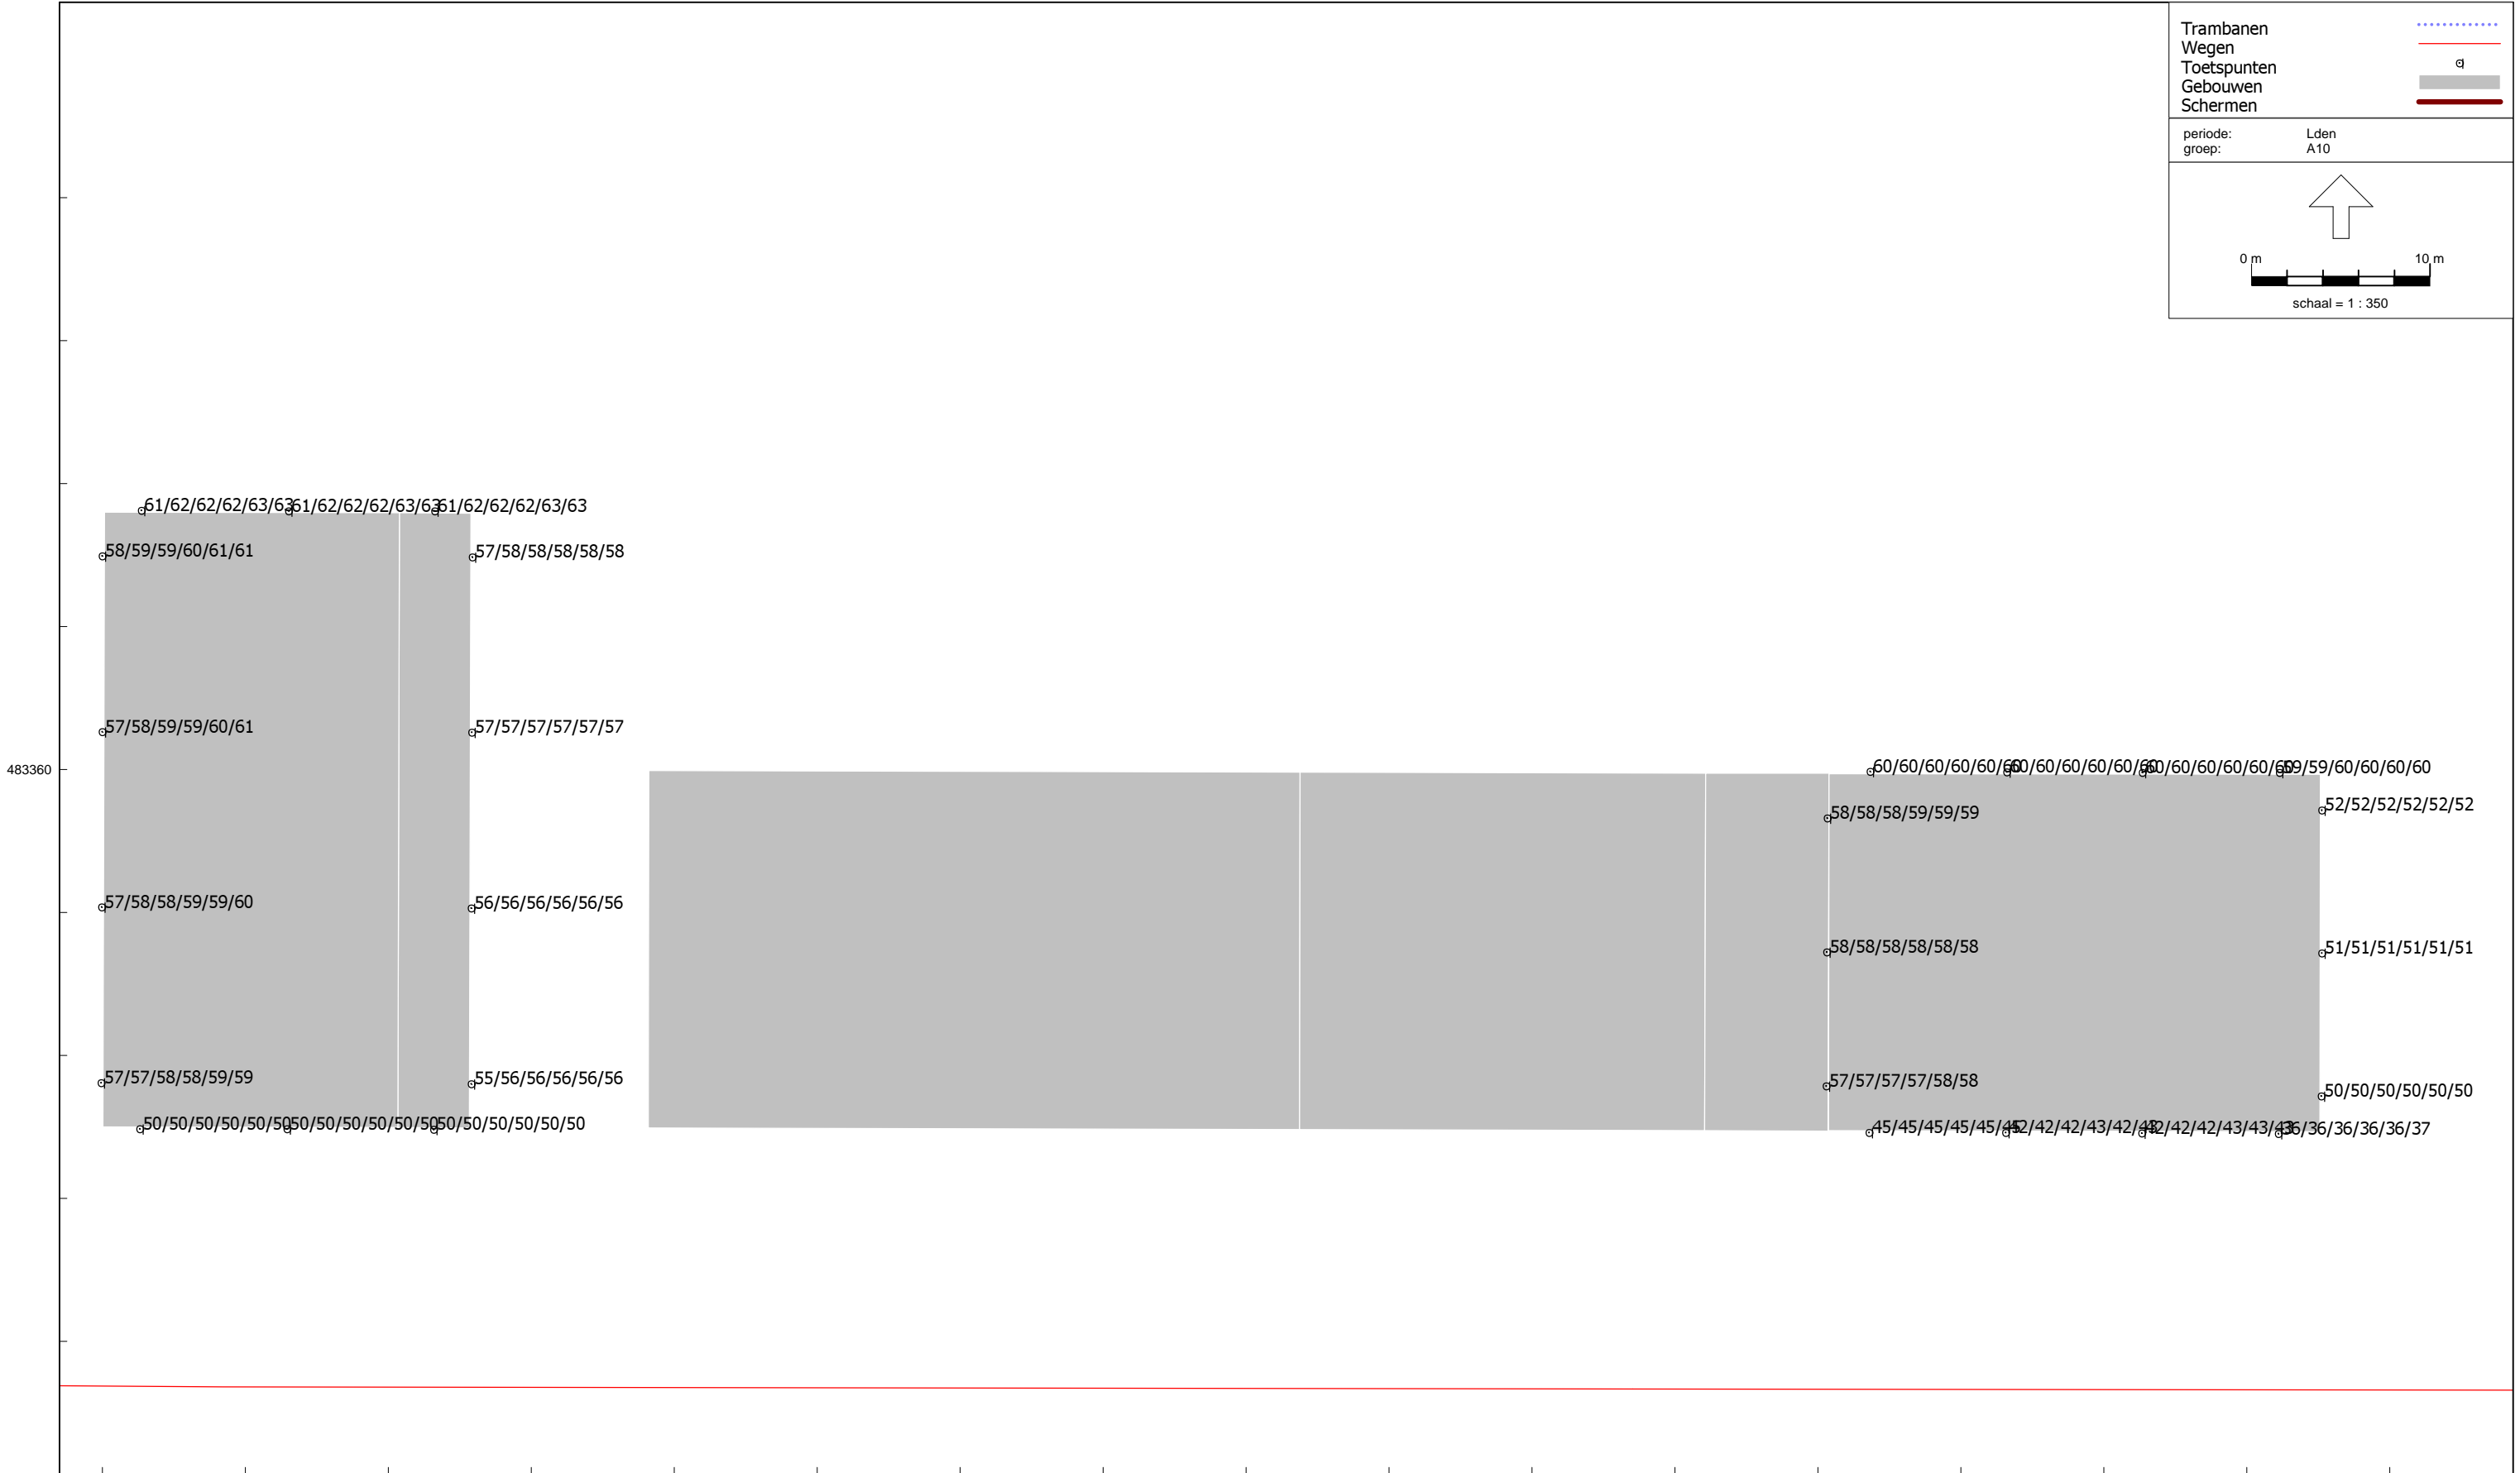 Trambanen
Wegen
Toetspunten
Gebouwen
Schermen
periode: Lden
groep: A10
0 m 10 m
schaal = 1 : 350
61/62/62/62/63/63 61/62/62/62/63/63 61/62/62/62/63/63
58/59/59/60/61/61 57/58/58/58/58/58
57/58/59/59/60/61 57/57/57/57/57/57
483360
60/60/60/60/60/60 60/60/60/60/60/60 60/60/60/60/60/60 59/59/60/60/60/60
52/52/52/52/52/52
58/58/58/59/59/59
57/58/58/59/59/60 56/56/56/56/56/56
58/58/58/58/58/58 51/51/51/51/51/51
57/57/58/58/59/59 55/56/56/56/56/56
57/57/57/57/58/58 50/50/50/50/50/50
50/50/50/50/50/50 50/50/50/50/50/50 50/50/50/50/50/50
45/45/45/45/45/45 42/42/42/43/42/43 42/42/42/43/43/43 36/36/36/36/36/37